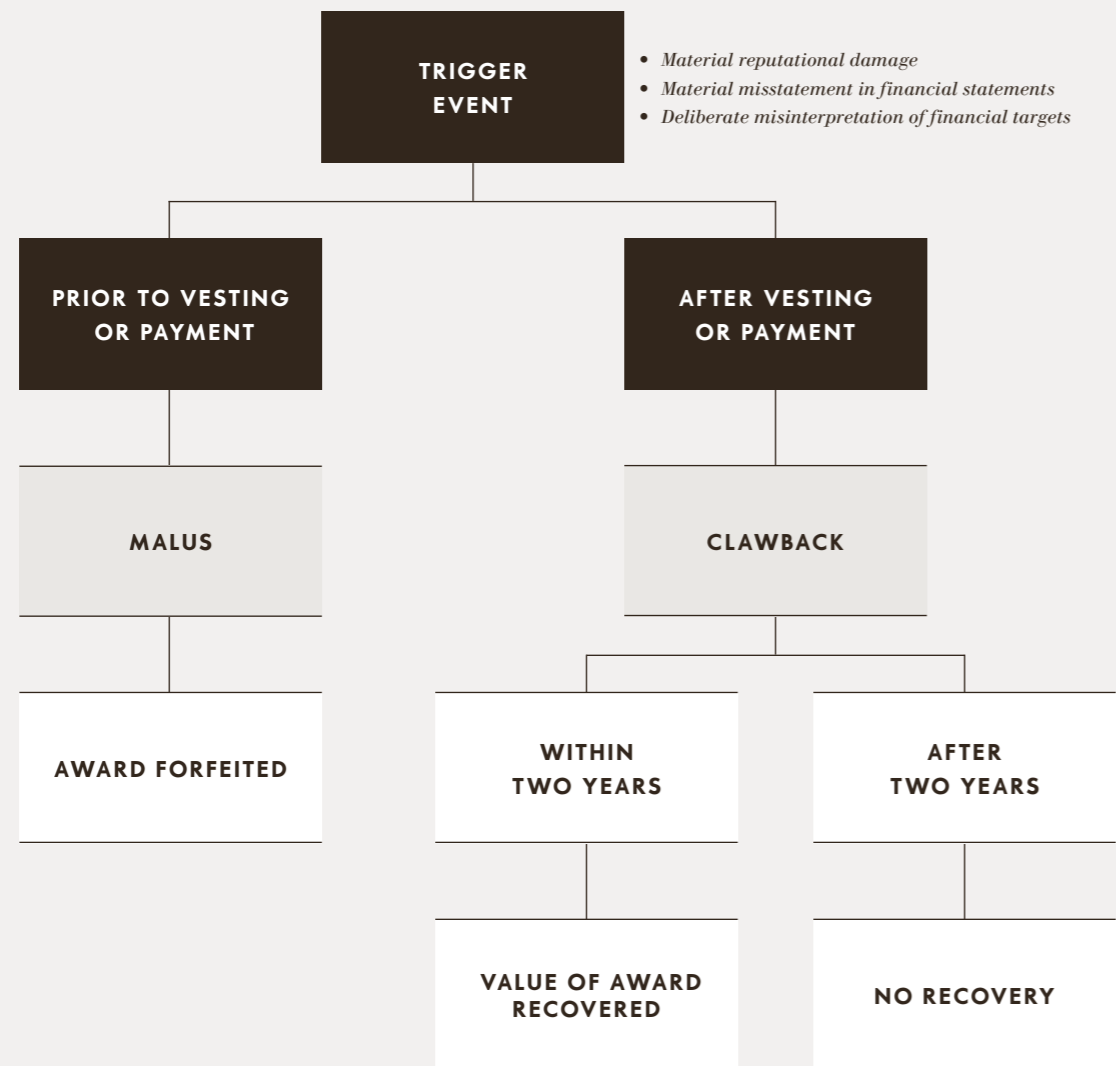 TRIGGER
EVENT
• Material reputational damage
• Material misstatement in financial statements
• Deliberate misinterpretation of financial targets
PRIOR TO VESTING
OR PAYMENT
AFTER VESTING
OR PAYMENT
MALUS
CLAWBACK
AWARD FORFEITED
WITHIN
TWO YEARS
AFTER
TWO YEARS
VALUE OF AWARD
RECOVERED
NO RECOVERY